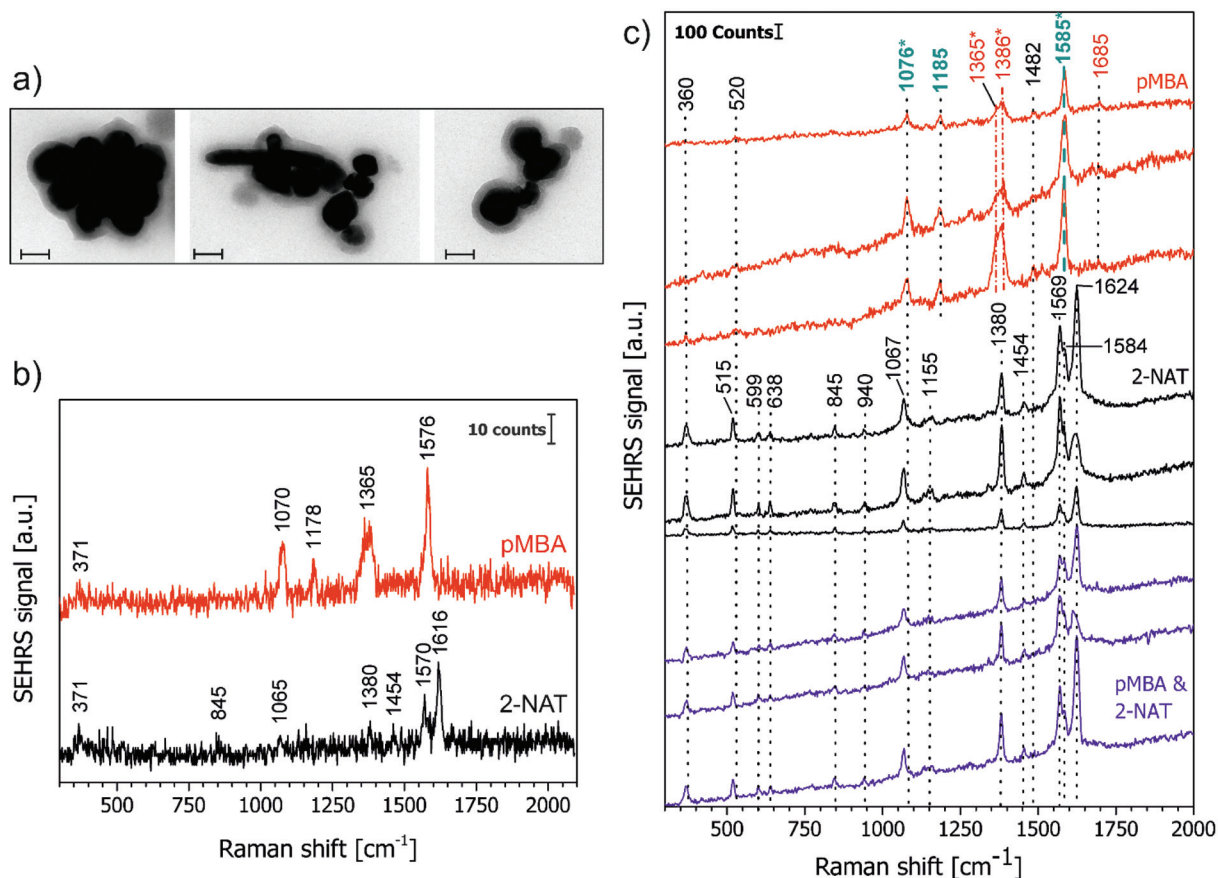 a)
b)
10 counts
1576
1070
1178
1365
pMBA
371
1616
1570
1380
1454
371
845
1065
2-NAT
SEHRS signal [a.u.]
500 750 1000 1250 1500 1750 2000
Raman shift [cm-1]
c)
100 Counts
360
520
1076*
1185
1365*
1386*
1482
1585*
1685
pMBA
1624
1569
1584
1380
1454
1067
1155
515
599
638
845
940
2-NAT
pMBA &
2-NAT
SEHRS signal [a.u.]
500 750 1000 1250 1500 1750 2000
Raman shift [cm-1]